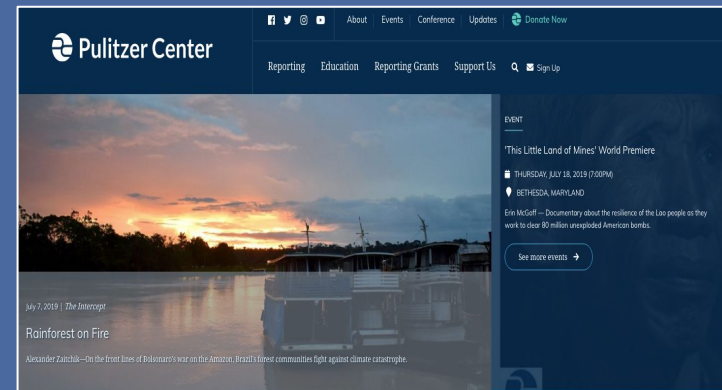 Pulitzer Center
About Events Conference Updates Donate Now
Reporting Education Reporting Grants Support Us Sign Up
EVENT
'This Little Land of Mines' World Premiere
THURSDAY, JULY 18, 2019 (7:00PM)
BETHESDA, MARYLAND
Erin McGoff — Documentary about the resilience of the Lao people as they
work to clear 80 million unexploded American bombs.
See more events →
July 7, 2019 | The Intercept
Rainforest on Fire
Alexander Zaitchik—On the front lines of Bolsonaro's war on the Amazon, Brazil's forest communities fight against climate catastrophe.